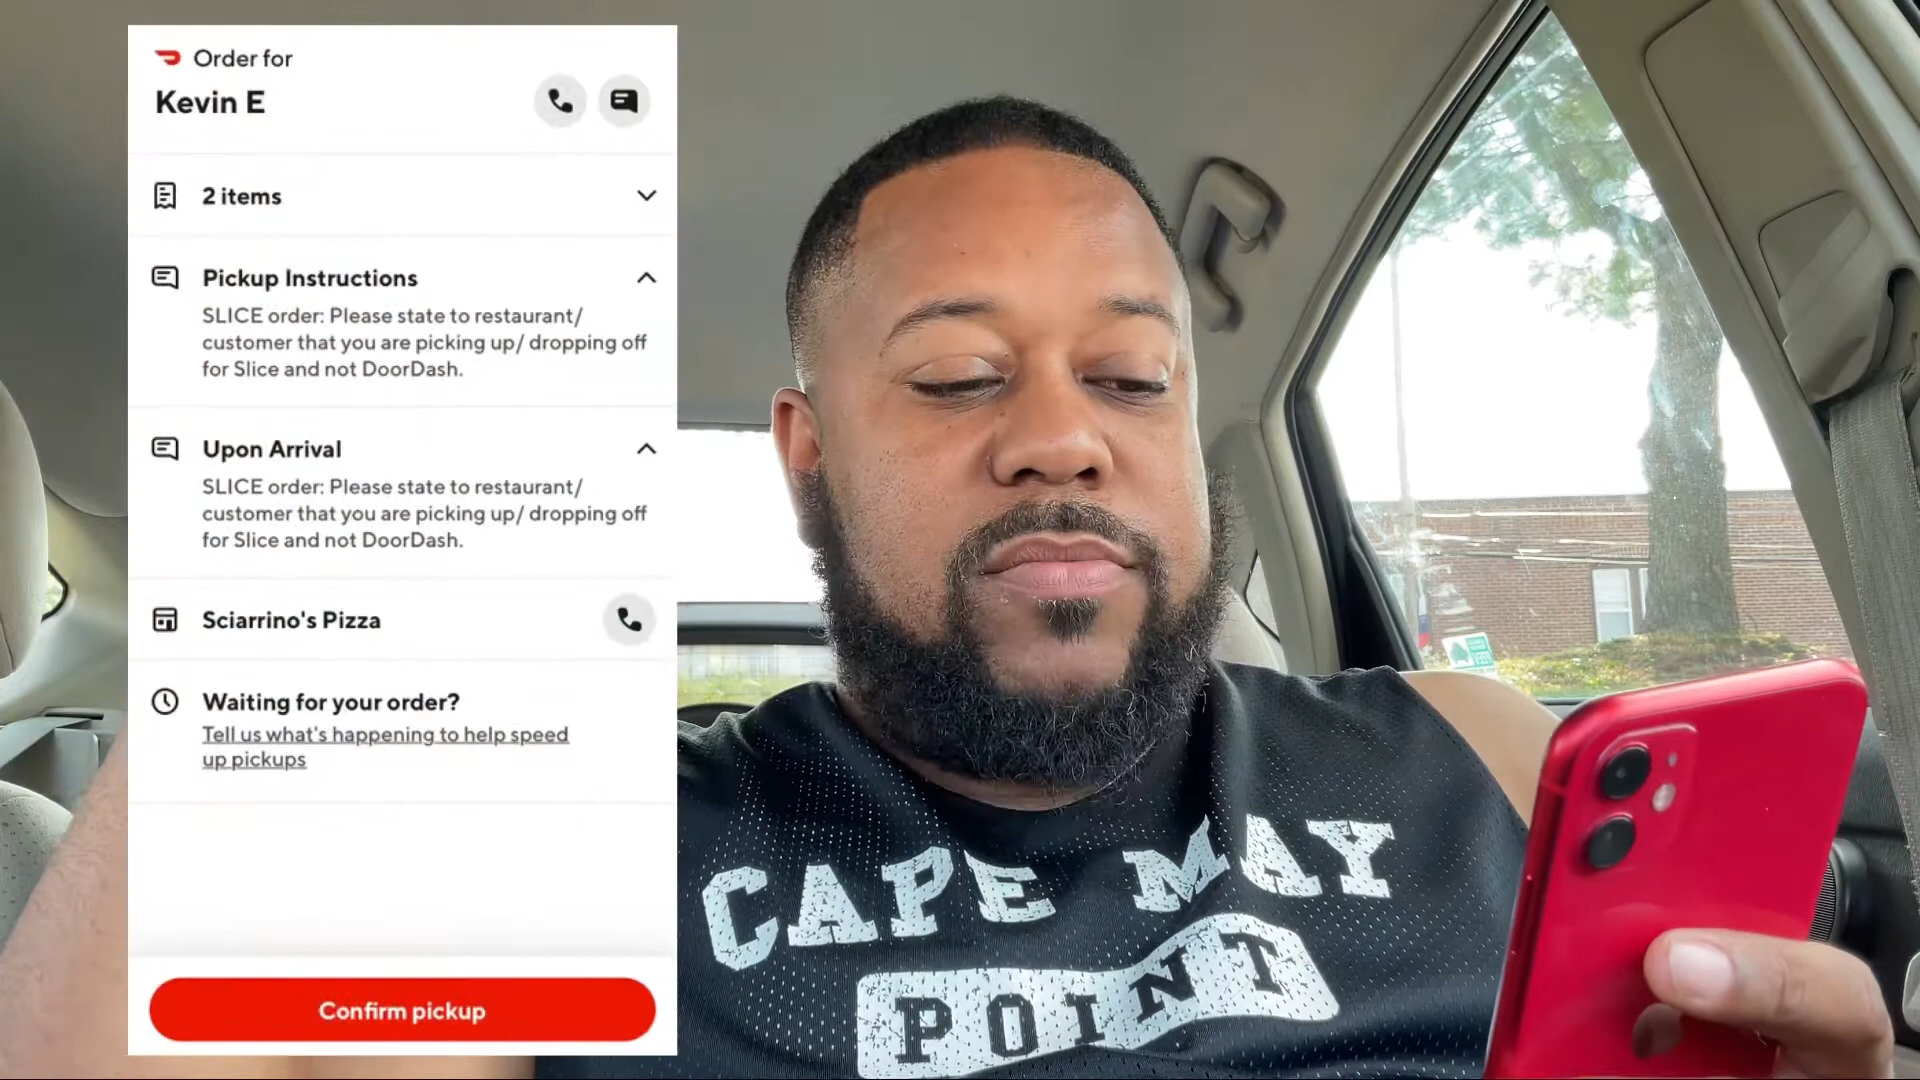 Order for
Kevin E
2 items
Pickup Instructions
SLICE order: Please state to restaurant/
customer that you are picking up/ dropping off
for Slice and not DoorDash.
Upon Arrival
SLICE order: Please state to restaurant/
customer that you are picking up/ dropping off
for Slice and not DoorDash.
Sciarrino's Pizza
Waiting for your order?
Tell us what's happening to help speed
up pickups
Confirm pickup
CAPE MAY
POINT